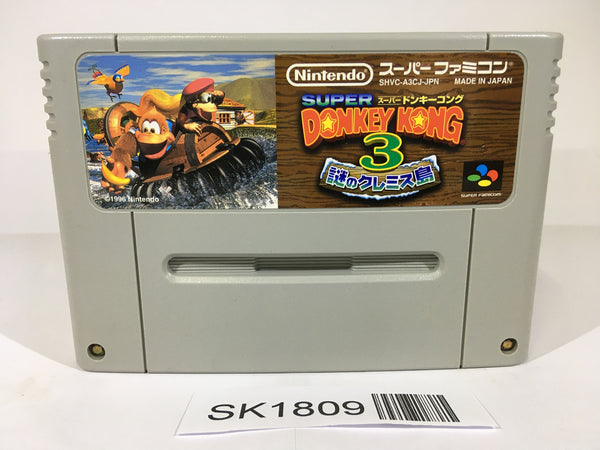 Nintendo スーパーファミコン
SHVC-A3CJ-JPN MADE IN JAPAN
SUPER スーパードンキーコング
DONKEY KONG
3
謎のクレミス島
SUPER FAMICOM
©1996 Nintendo
SK1809